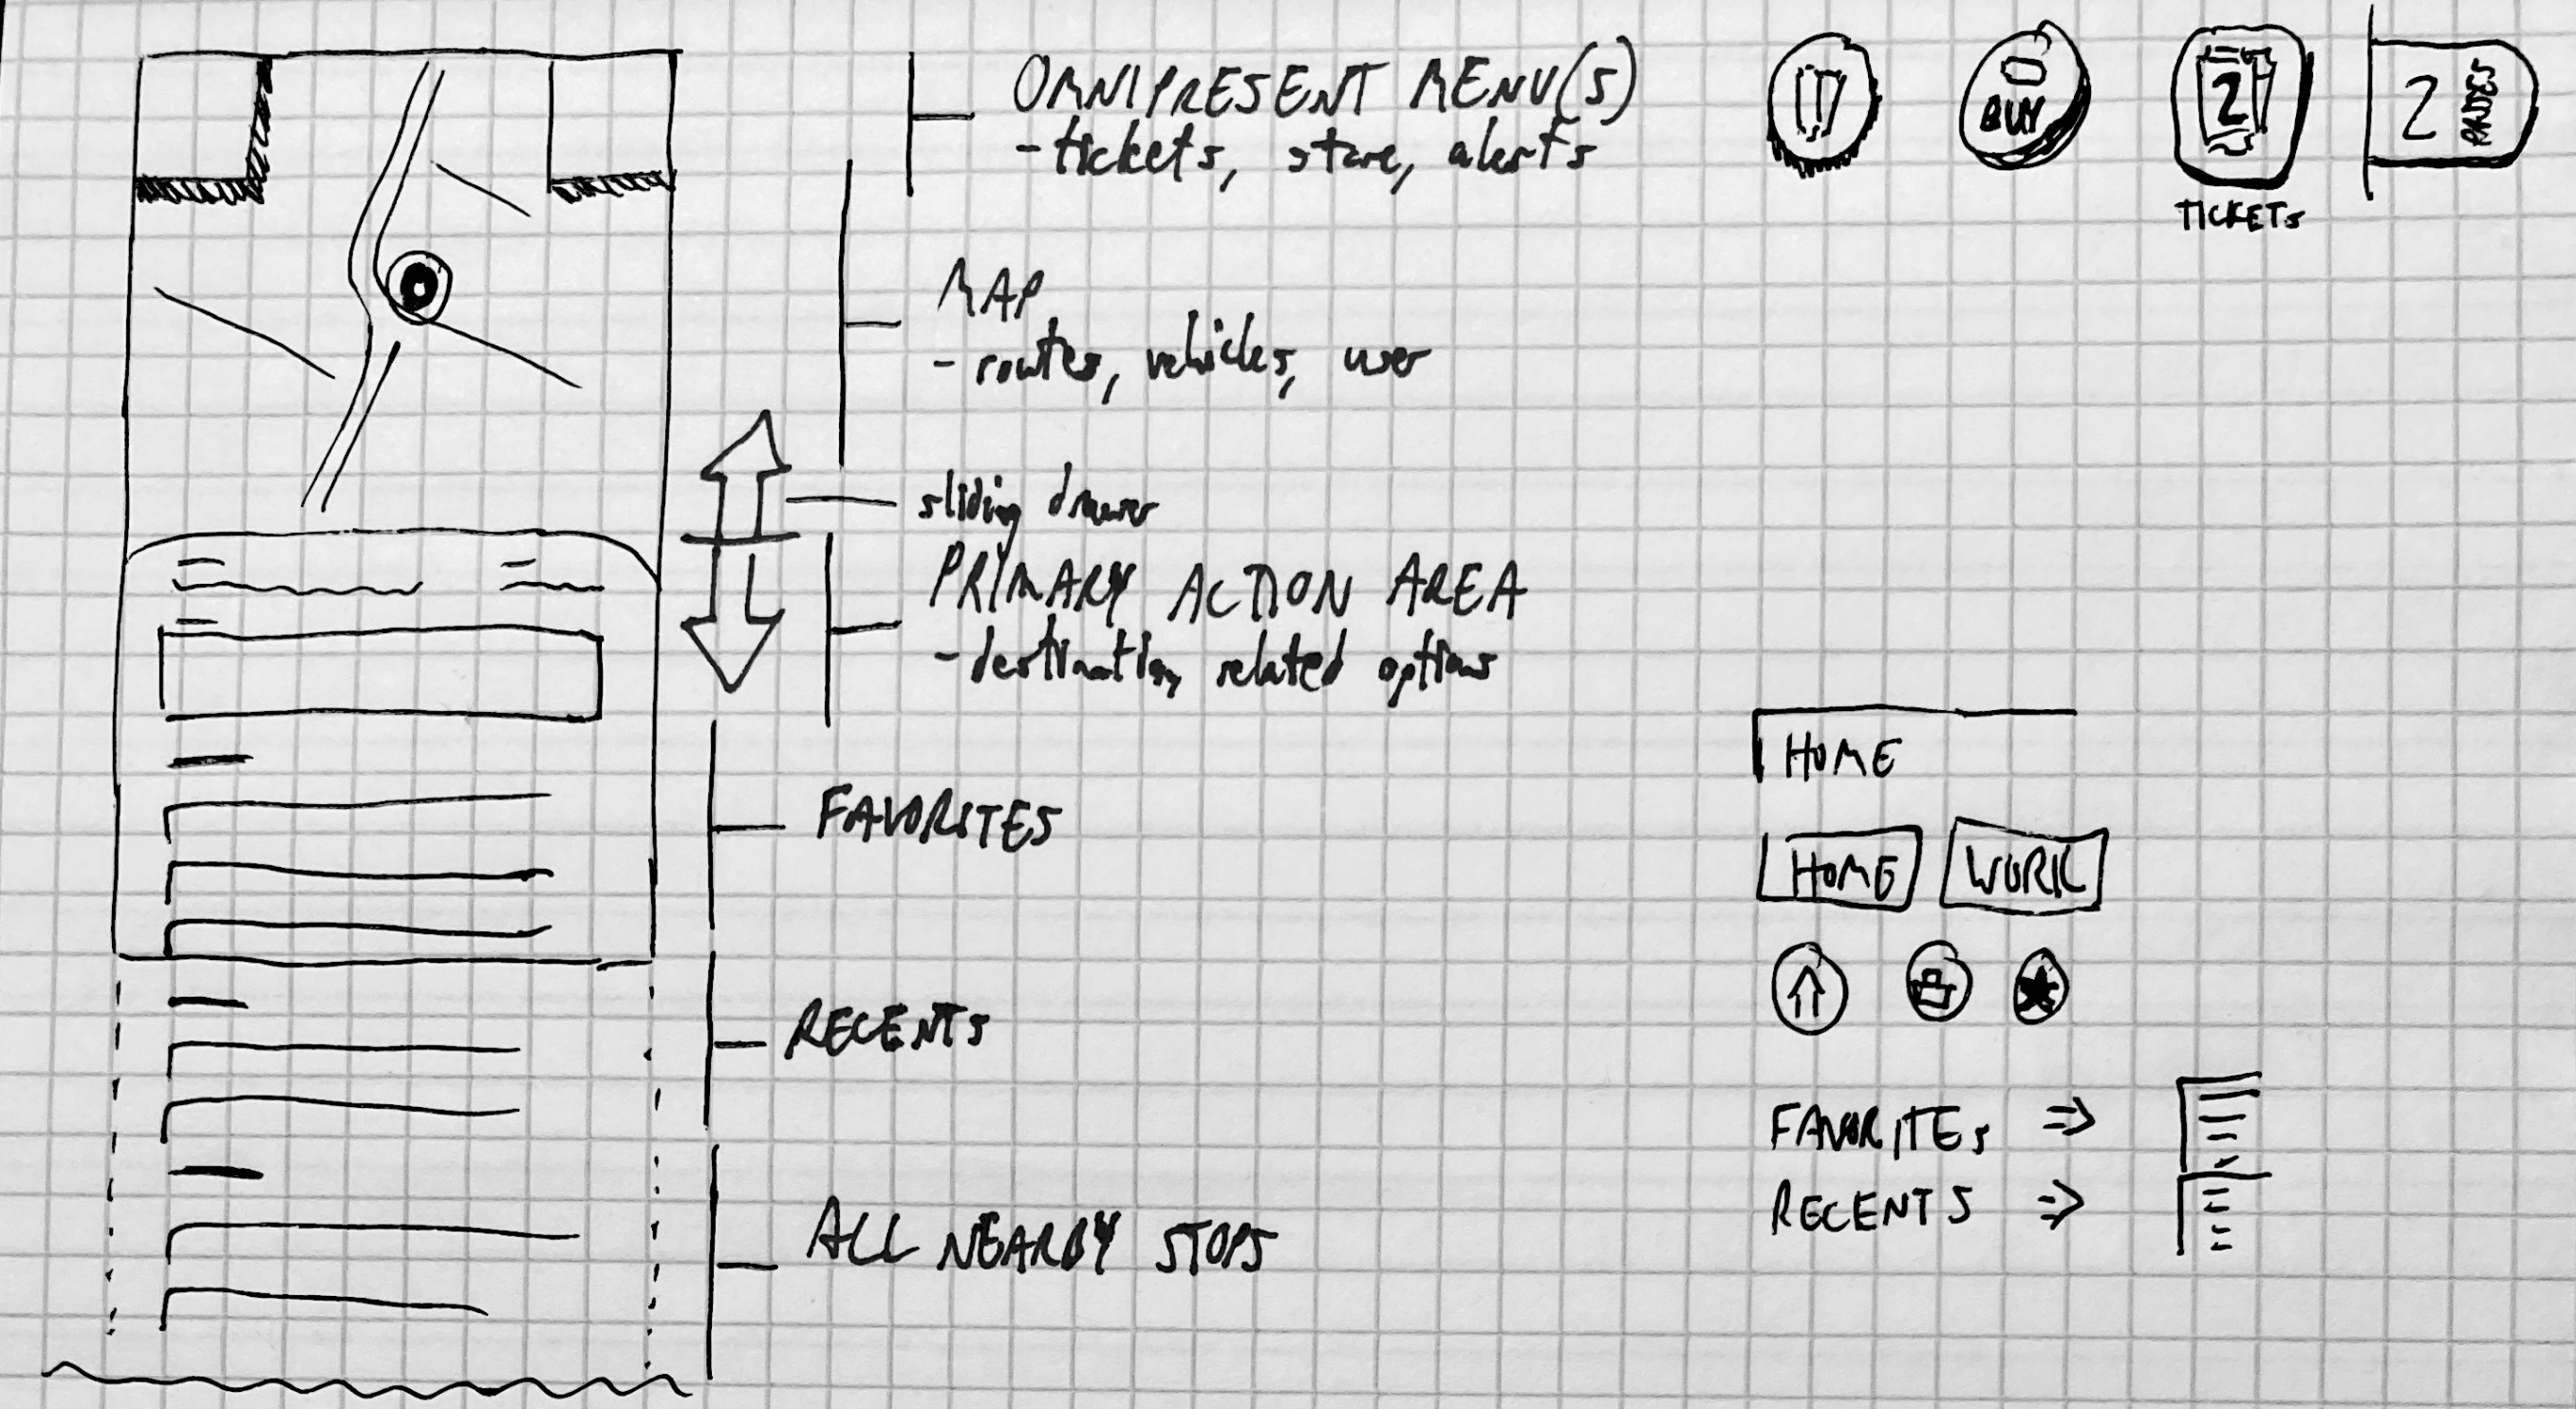 OMNIPRESENT MENU(S)
- tickets, store, alerts
MAP
- routes, vehicles, user
sliding drawer
PRIMARY ACTION AREA
- destination related options
FAVORITES
RECENTS
ALL NEARBY STOPS
BUY
2
TICKETS
2
RIDES
HOME
HOME WORK
FAVORITES ⇒
RECENTS ⇒